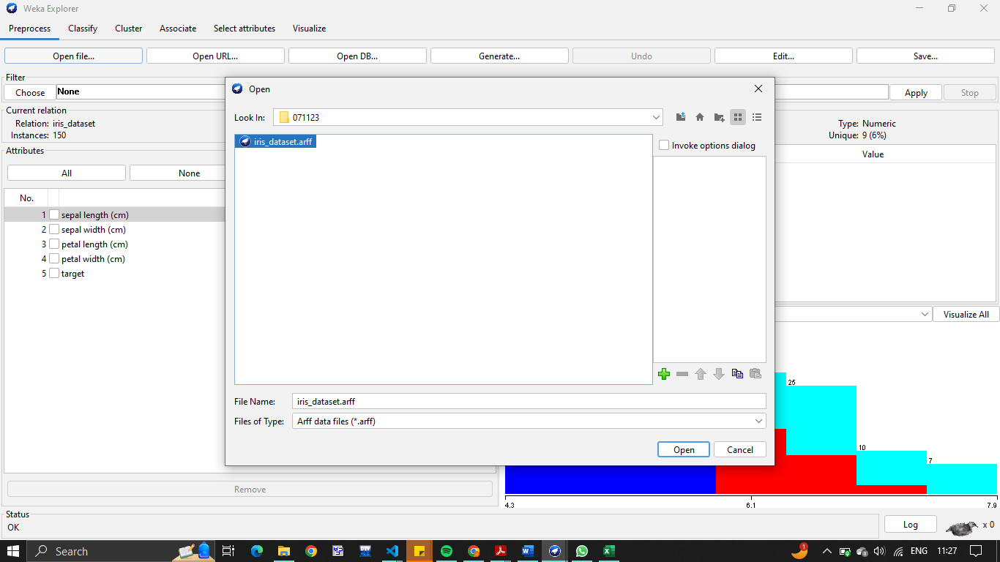 Weka Explorer
Preprocess Classify Cluster Associate Select attributes Visualize
Open file... Open URL... Open DB... Generate... Undo Edit... Save...
Filter
Choose None Apply Stop
Open
Look In: 071123
iris_dataset.arff
Invoke options dialog
File Name: iris_dataset.arff
Files of Type: Arff data files (*.arff)
Open Cancel
Current relation
Relation: iris_dataset
Instances: 150
Type: Numeric
Unique: 9 (6%)
Attributes
All None
Value
No.
1 sepal length (cm)
2 sepal width (cm)
3 petal length (cm)
4 petal width (cm)
5 target
Visualize All
25
10
7
4.3 6.1 7.9
Remove
Status
OK
Log x 0
Search
1
ENG 11:27